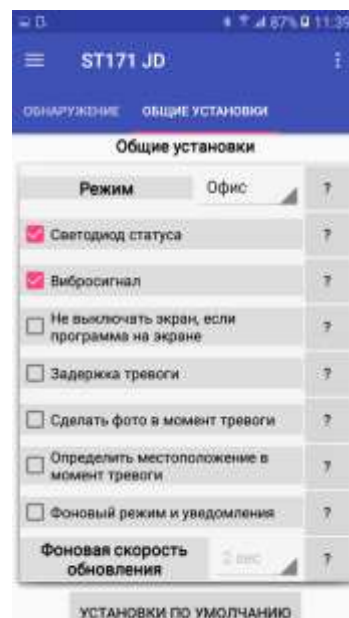 87% 11:39
ST171 JD
ОБНАРУЖЕНИЕ ОБЩИЕ УСТАНОВКИ
Общие установки
Режим Офис ?
Светодиод статуса ?
Вибросигнал ?
Не выключать экран, если
программа на экране ?
Задержка тревоги ?
Сделать фото в момент тревоги ?
Определить местоположение в
момент тревоги ?
Фоновый режим и уведомления ?
Фоновая скорость
обновления 2 сек ?
УСТАНОВКИ ПО УМОЛЧАНИЮ